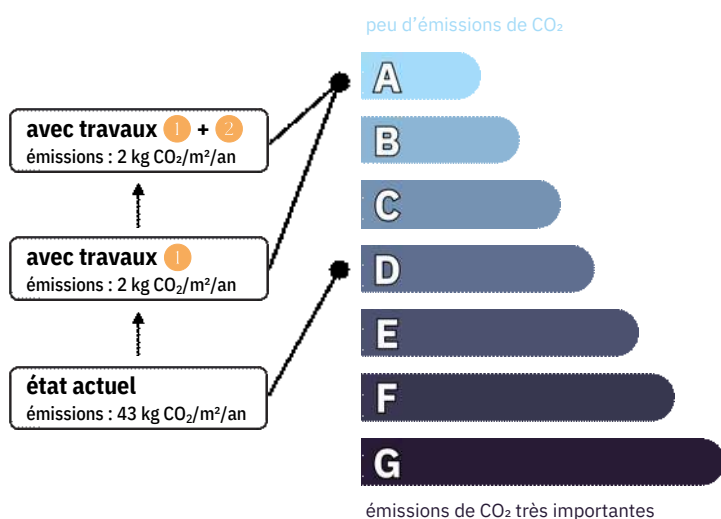 peu d'émissions de CO₂
A
avec travaux 1 + 2
émissions : 2 kg CO₂/m²/an
B
C
avec travaux 1
émissions : 2 kg CO₂/m²/an
D
E
état actuel
émissions : 43 kg CO₂/m²/an
F
G
émissions de CO₂ très importantes